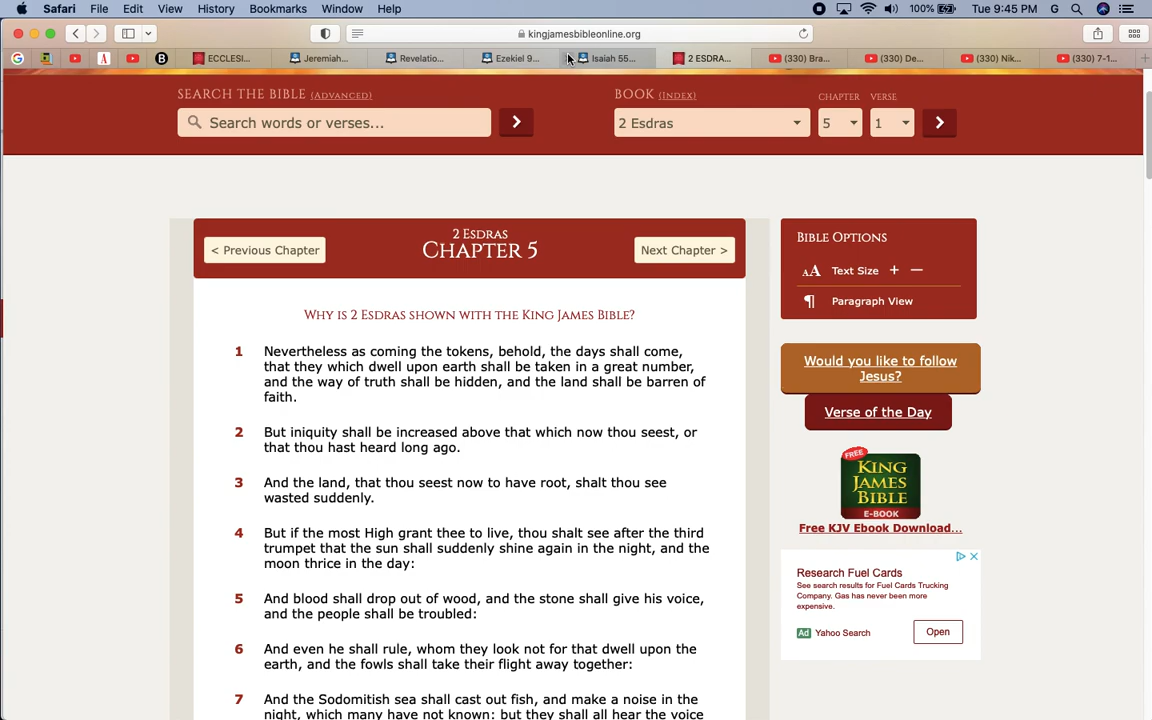 Safari File Edit View History Bookmarks Window Help 100% Tue 9:45 PM G
kingjamesbibleonline.org
G A B ECCLESI... Jeremiah... Revelatio... Ezekiel 9... Isaiah 55... 2 ESDRA... (330) Bra... (330) De... (330) Nik... (330) 7-1...
SEARCH THE BIBLE (ADVANCED)
Search words or verses...
BOOK (INDEX) CHAPTER VERSE
2 Esdras 5 1
< Previous Chapter
2 ESDRAS
CHAPTER 5
Next Chapter >
WHY IS 2 ESDRAS SHOWN WITH THE KING JAMES BIBLE?
1 Nevertheless as coming the tokens, behold, the days shall come,
that they which dwell upon earth shall be taken in a great number,
and the way of truth shall be hidden, and the land shall be barren of
faith.
2 But iniquity shall be increased above that which now thou seest, or
that thou hast heard long ago.
3 And the land, that thou seest now to have root, shalt thou see
wasted suddenly.
4 But if the most High grant thee to live, thou shalt see after the third
trumpet that the sun shall suddenly shine again in the night, and the
moon thrice in the day:
5 And blood shall drop out of wood, and the stone shall give his voice,
and the people shall be troubled:
6 And even he shall rule, whom they look not for that dwell upon the
earth, and the fowls shall take their flight away together:
7 And the Sodomitish sea shall cast out fish, and make a noise in the
night, which many have not known: but they shall all hear the voice
BIBLE OPTIONS
AA Text Size + −
¶ Paragraph View
Would you like to follow
Jesus?
Verse of the Day
FREE
KING
JAMES
BIBLE
E-BOOK
Free KJV Ebook Download...
Research Fuel Cards
See search results for Fuel Cards Trucking
Company. Gas has never been more
expensive.
Ad Yahoo Search
Open